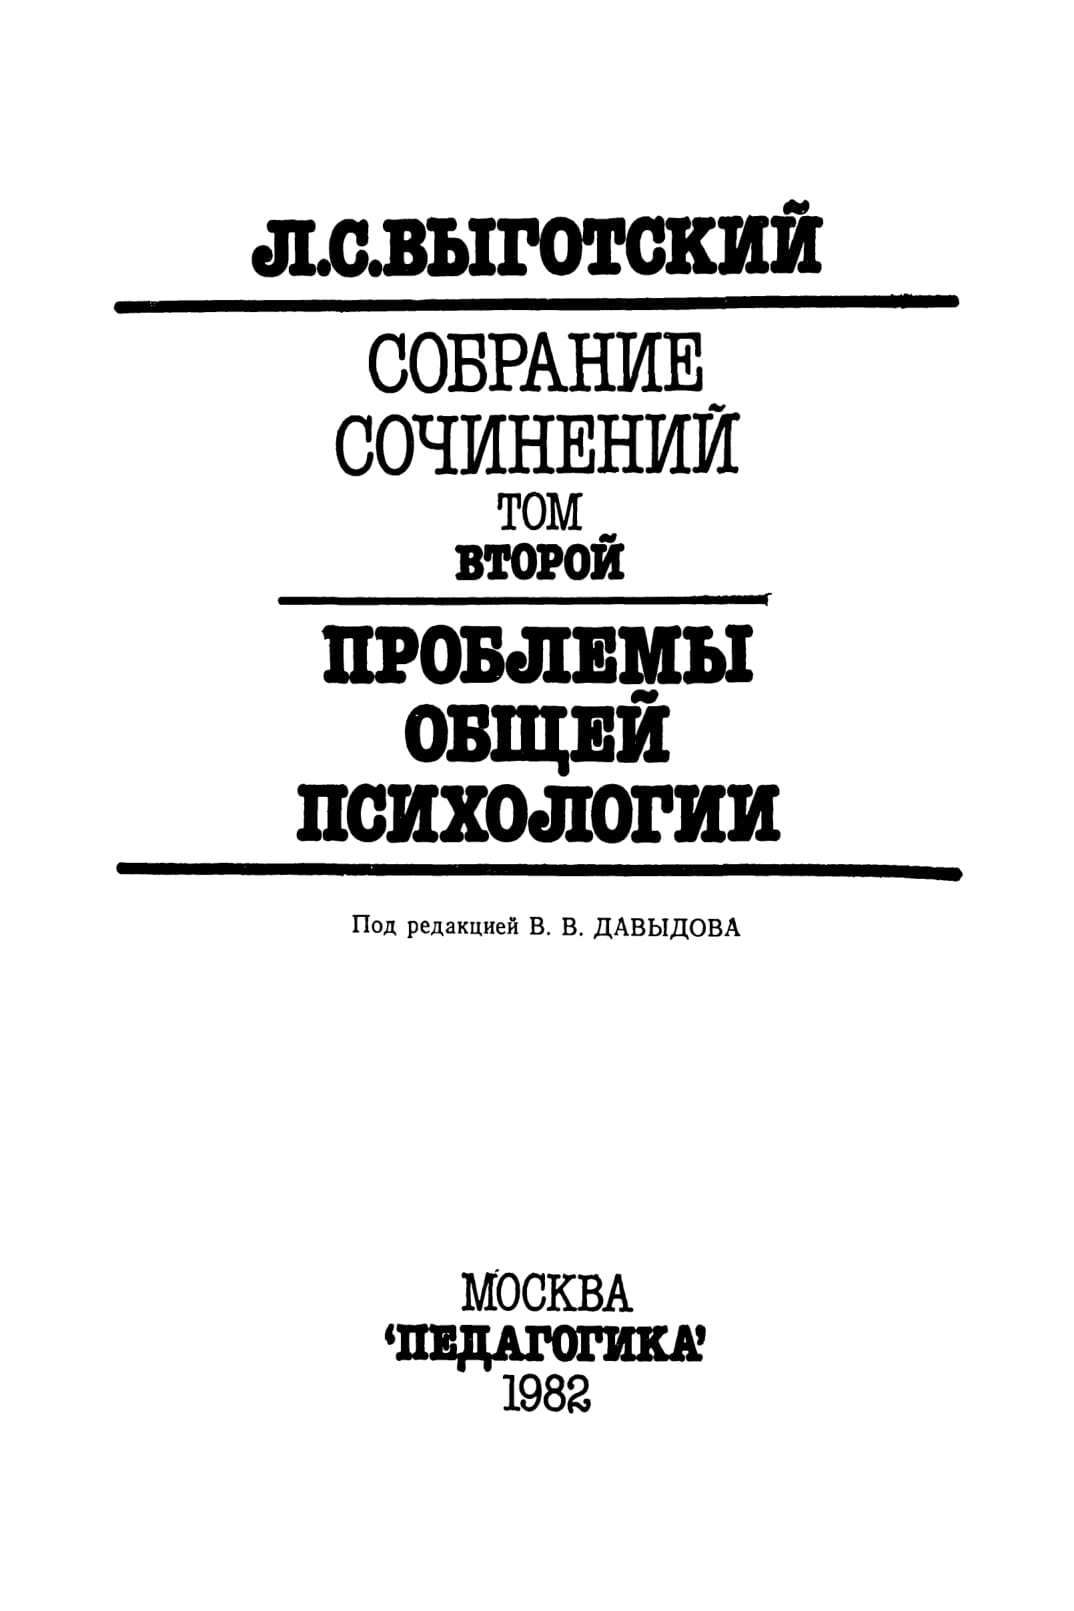 Л.С.ВЫГОТСКИЙ
СОБРАНИЕ
СОЧИНЕНИЙ
ТОМ
ВТОРОЙ
ПРОБЛЕМЫ
ОБЩЕЙ
ПСИХОЛОГИИ
Под редакцией В. В. ДАВЫДОВА
МОСКВА
‘ПЕДАГОГИКА’
1982